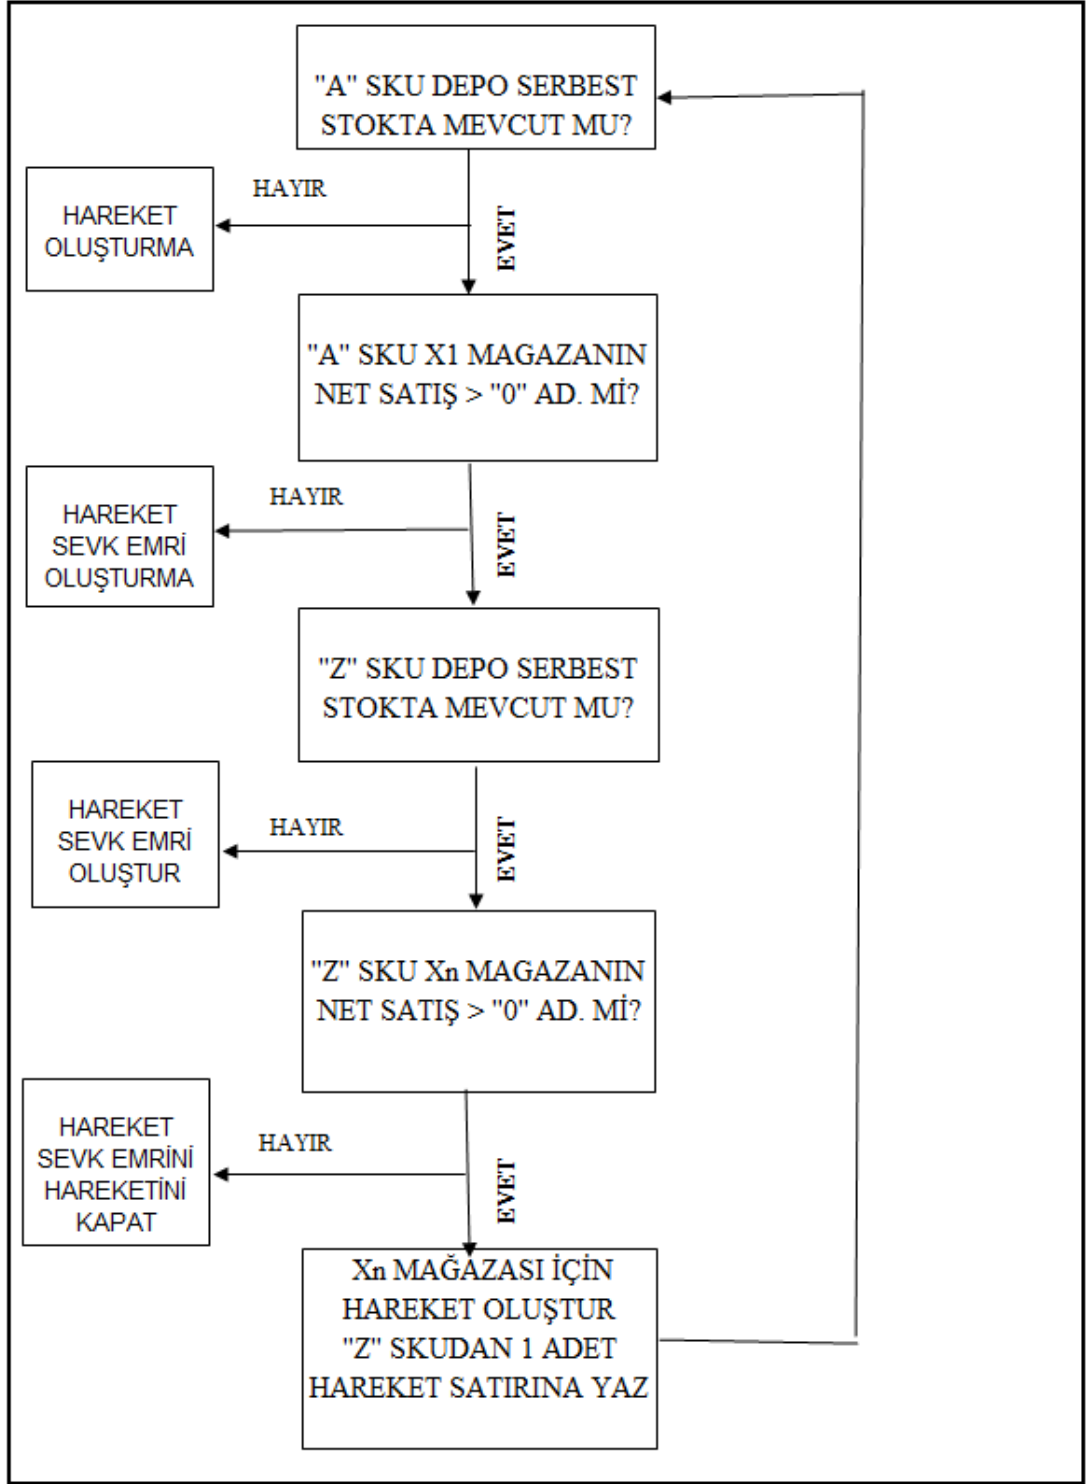 "A" SKU DEPO SERBEST
STOKTA MEVCUT MU?
HAYIR
HAREKET
OLUŞTURMA
EVET
"A" SKU X1 MAGAZANIN
NET SATIŞ > "0" AD. Mİ?
HAYIR
HAREKET
SEVK EMRİ
OLUŞTURMA
EVET
"Z" SKU DEPO SERBEST
STOKTA MEVCUT MU?
HAYIR
HAREKET
SEVK EMRİ
OLUŞTUR
EVET
"Z" SKU Xn MAGAZANIN
NET SATIŞ > "0" AD. Mİ?
HAYIR
HAREKET
SEVK EMRİNİ
HAREKETİNİ
KAPAT
EVET
Xn MAĞAZASI İÇİN
HAREKET OLUŞTUR
"Z" SKUDAN 1 ADET
HAREKET SATIRINA YAZ